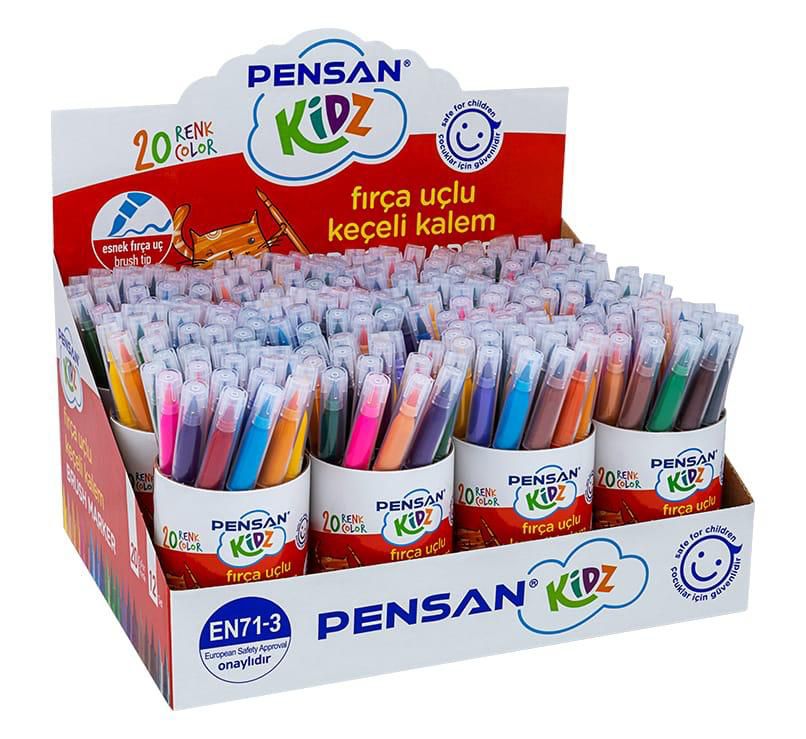 PENSAN®
KiDZ
20 RENK
COLOR
safe for children
çocuklar için güvenlidir
fırça uçlu
keçeli kalem
esnek fırça uç
brush tip
PENSAN
KiDZ
fırça uçlu
keçeli kalem
BRUSH MARKER
20
12
20 RENK
COLOR
PENSAN®
KiDZ
fırça uçlu
20 RENK
COLOR
PENSAN®
KiDZ
fırça uçlu
20 RENK
COLOR
PENSAN®
KiDZ
fırça uçlu
20 RENK
COLOR
PENSAN®
KiDZ
fırça uçlu
EN71-3
European Safety Approval
onaylıdır
PENSAN®
KiDZ
safe for children
çocuklar için güvenlidir